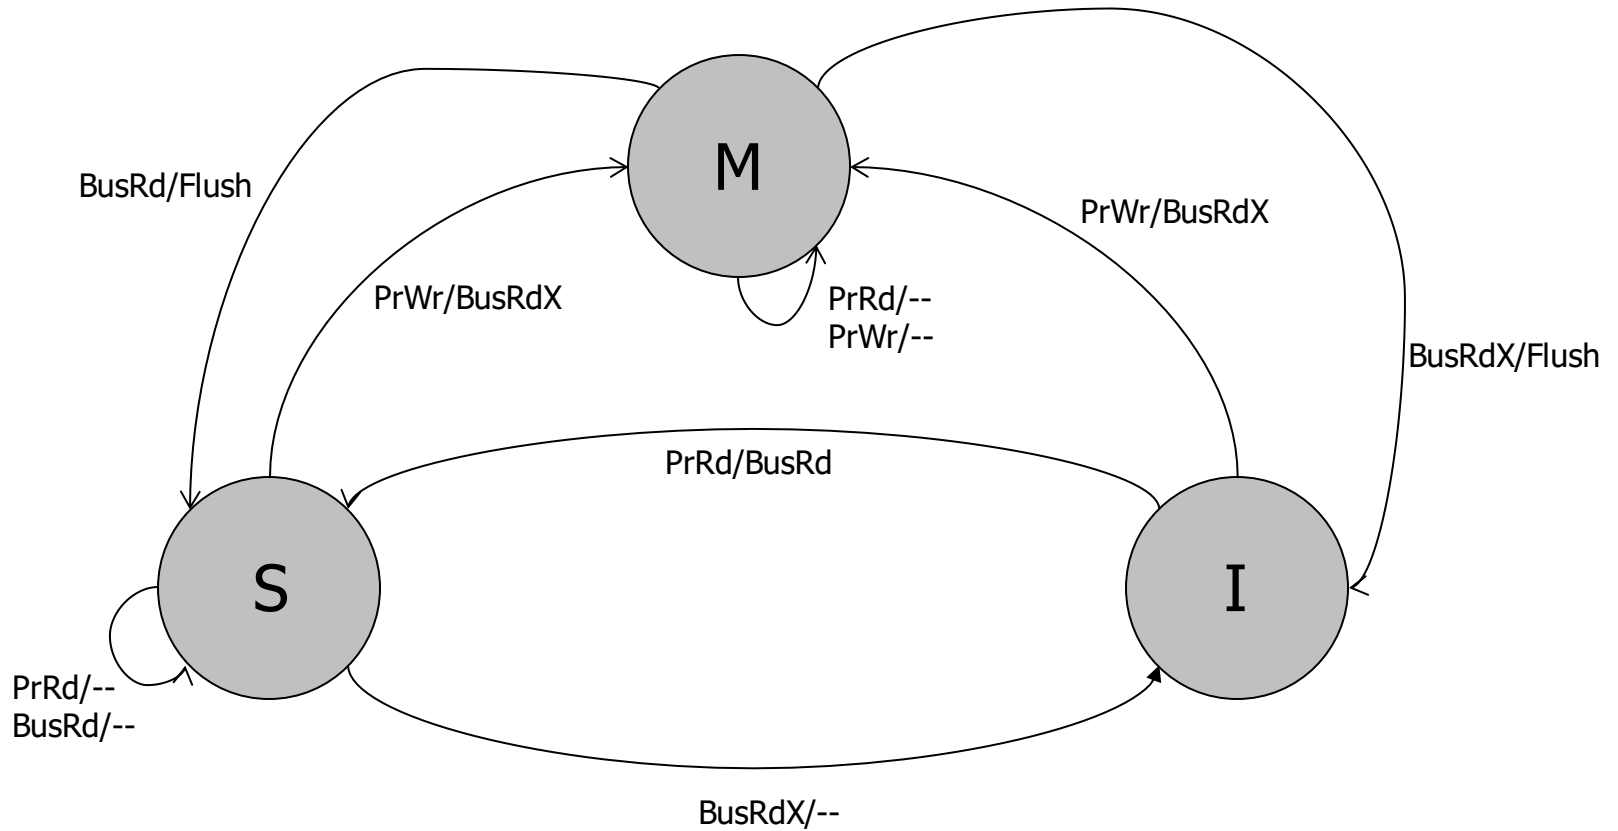 M
BusRd/Flush
PrWr/BusRdX
PrWr/BusRdX
PrRd/--
PrWr/--
BusRdX/Flush
PrRd/BusRd
S
I
PrRd/--
BusRd/--
BusRdX/--